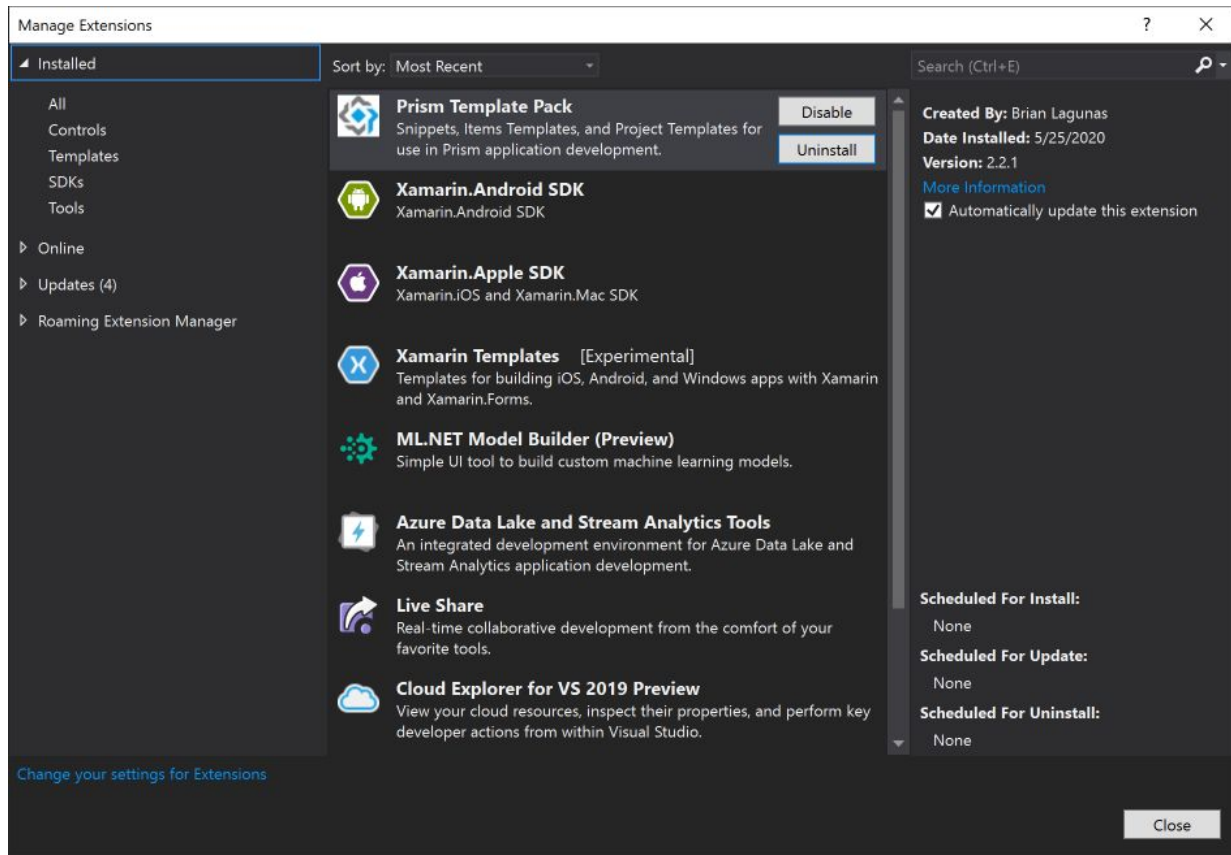 Manage Extensions
? X
Installed
All
Controls
Templates
SDKs
Tools
Online
Updates (4)
Roaming Extension Manager
Change your settings for Extensions
Sort by: Most Recent
Prism Template Pack
Snippets, Items Templates, and Project Templates for
use in Prism application development.
Disable
Uninstall
Xamarin.Android SDK
Xamarin.Android SDK
Xamarin.Apple SDK
Xamarin.iOS and Xamarin.Mac SDK
Xamarin Templates [Experimental]
Templates for building iOS, Android, and Windows apps with Xamarin
and Xamarin.Forms.
ML.NET Model Builder (Preview)
Simple UI tool to build custom machine learning models.
Azure Data Lake and Stream Analytics Tools
An integrated development environment for Azure Data Lake and
Stream Analytics application development.
Live Share
Real-time collaborative development from the comfort of your
favorite tools.
Cloud Explorer for VS 2019 Preview
View your cloud resources, inspect their properties, and perform key
developer actions from within Visual Studio.
Search (Ctrl+E)
Created By: Brian Lagunas
Date Installed: 5/25/2020
Version: 2.2.1
More Information
Automatically update this extension
Scheduled For Install:
None
Scheduled For Update:
None
Scheduled For Uninstall:
None
Close